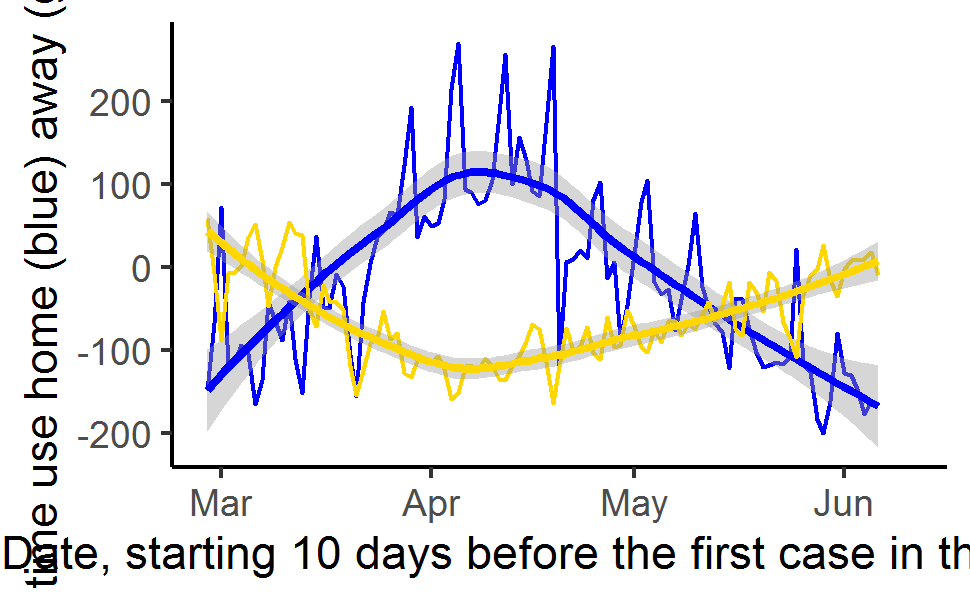 time use home (blue) away (
200
100
0
-100
-200
Mar Apr May Jun
Date, starting 10 days before the first case in th